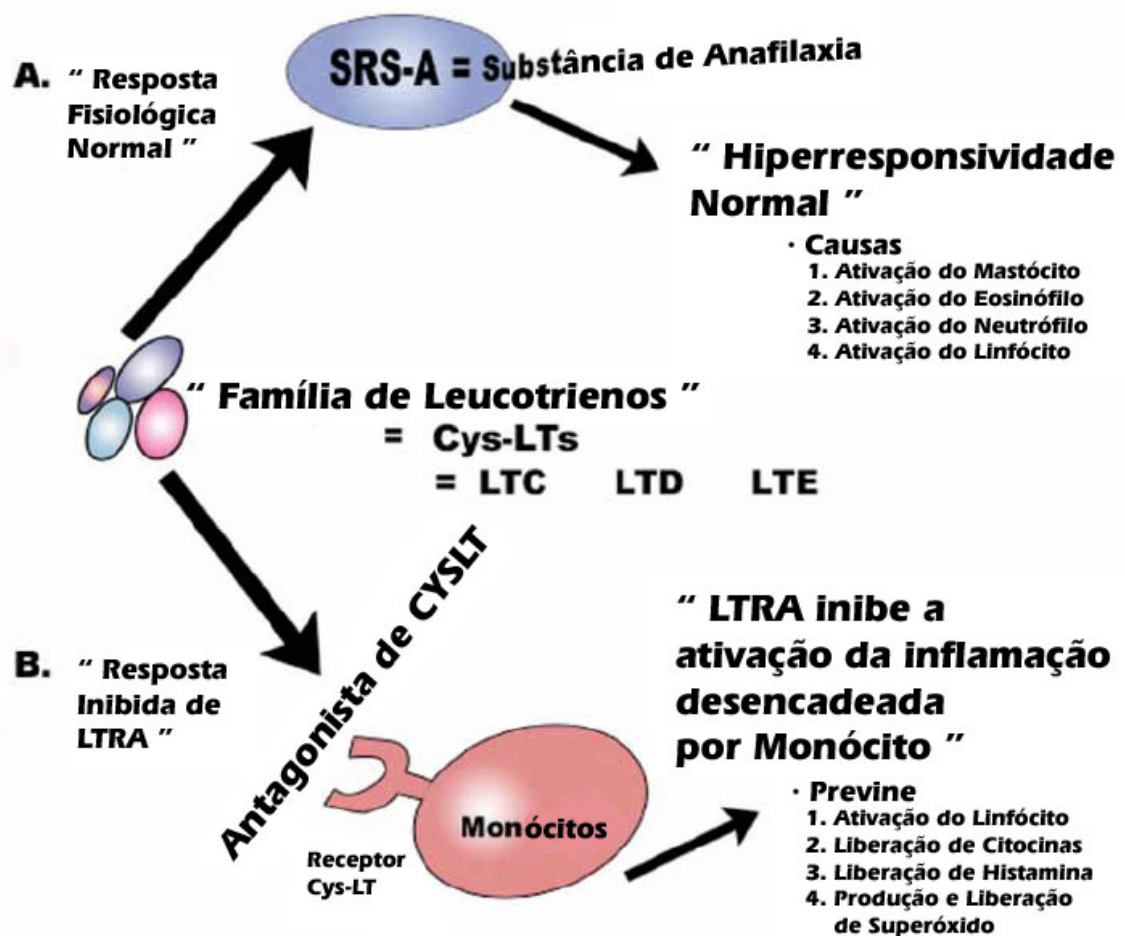 A. “ Resposta
Fisiológica
Normal ”
SRS-A = Substância de Anafilaxia
“ Hiperresponsividade
Normal ”
· Causas
1. Ativação do Mastócito
2. Ativação do Eosinófilo
3. Ativação do Neutrófilo
4. Ativação do Linfócito
“ Família de Leucotrienos ”
= Cys-LTs
= LTC LTD LTE
Antagonista de CYSLT
B. “ Resposta
Inibida de
LTRA ”
Receptor
Cys-LT
Monócitos
“ LTRA inibe a
ativação da inflamação
desencadeada
por Monócito ”
· Previne
1. Ativação do Linfócito
2. Liberação de Citocinas
3. Liberação de Histamina
4. Produção e Liberação
de Superóxido